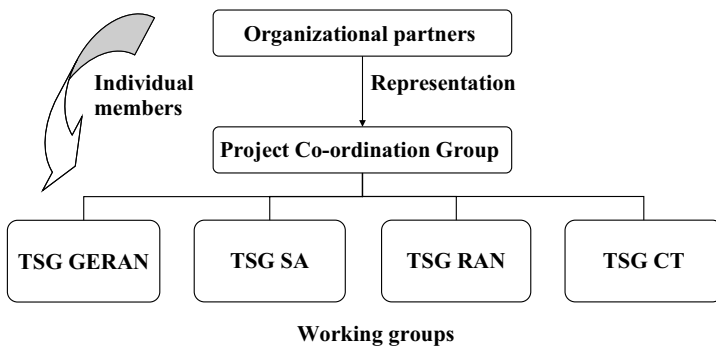 Organizational partners
Individual
members
Representation
Project Co-ordination Group
TSG GERAN
TSG SA
TSG RAN
TSG CT
Working groups